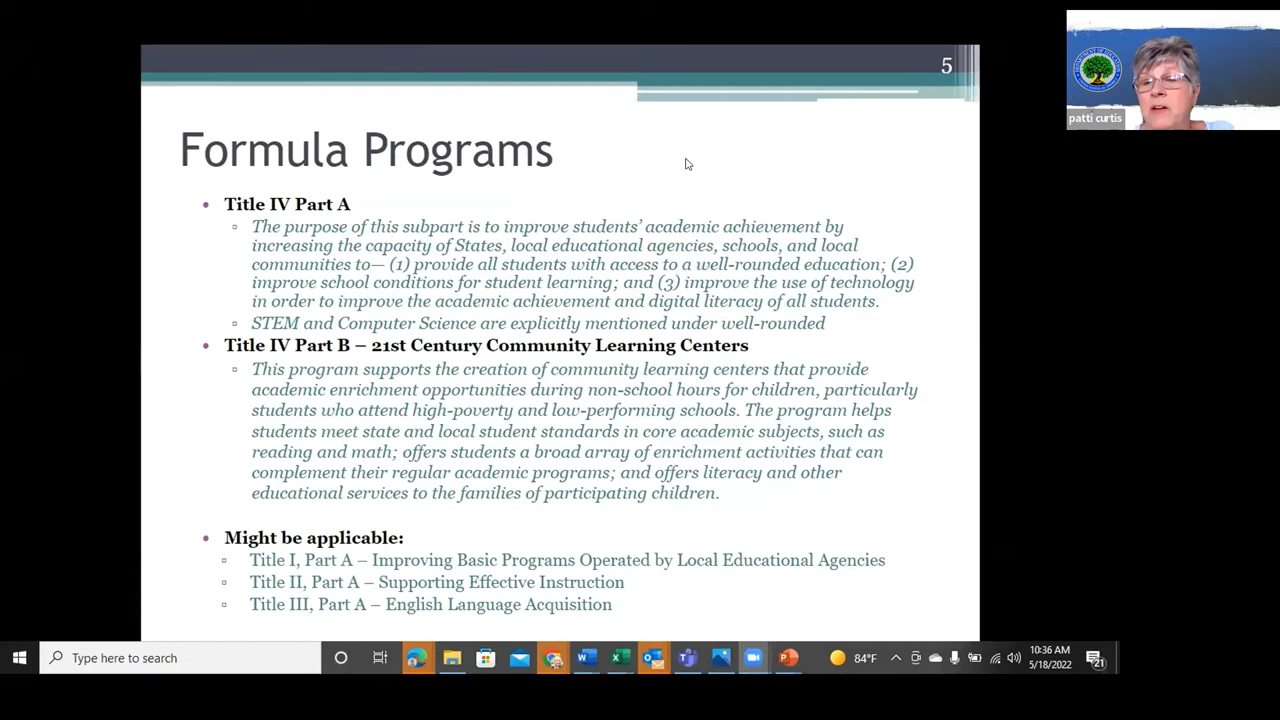 5
patti curtis
Formula Programs
• Title IV Part A
▫ The purpose of this subpart is to improve students' academic achievement by
increasing the capacity of States, local educational agencies, schools, and local
communities to— (1) provide all students with access to a well-rounded education; (2)
improve school conditions for student learning; and (3) improve the use of technology
in order to improve the academic achievement and digital literacy of all students.
▫ STEM and Computer Science are explicitly mentioned under well-rounded
• Title IV Part B – 21st Century Community Learning Centers
▫ This program supports the creation of community learning centers that provide
academic enrichment opportunities during non-school hours for children, particularly
students who attend high-poverty and low-performing schools. The program helps
students meet state and local student standards in core academic subjects, such as
reading and math; offers students a broad array of enrichment activities that can
complement their regular academic programs; and offers literacy and other
educational services to the families of participating children.
• Might be applicable:
▫ Title I, Part A – Improving Basic Programs Operated by Local Educational Agencies
▫ Title II, Part A – Supporting Effective Instruction
▫ Title III, Part A – English Language Acquisition
Type here to search
84°F
10:36 AM
5/18/2022
21